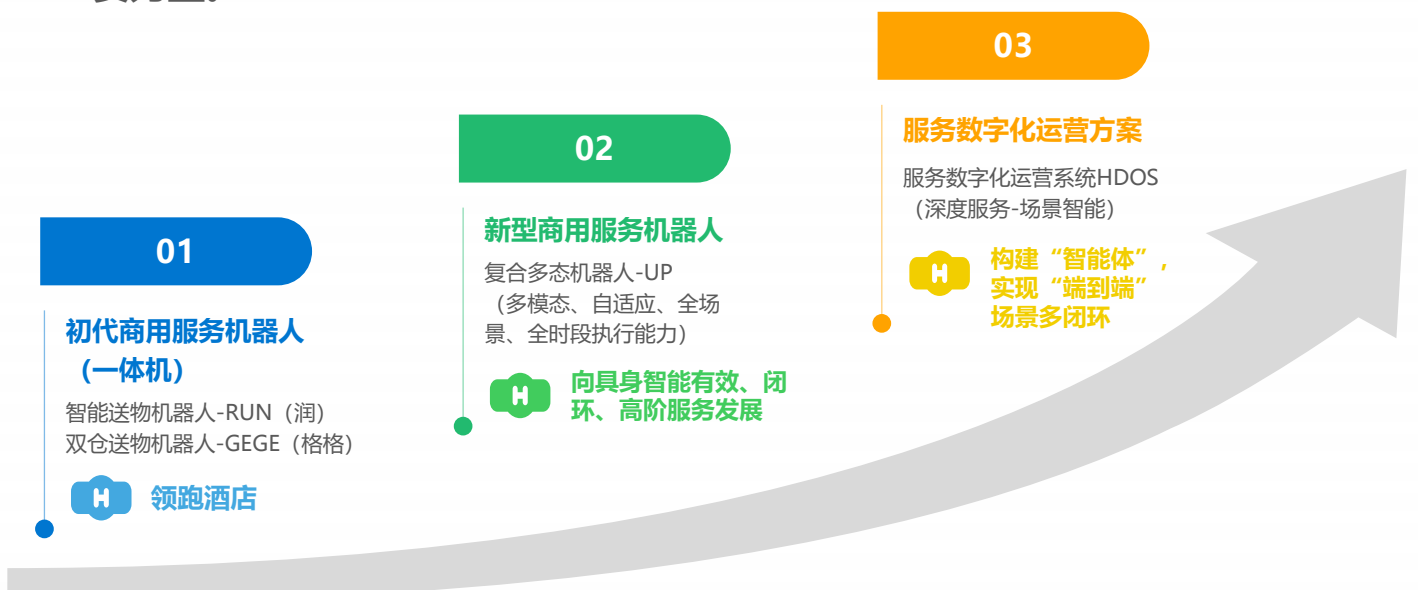 01
初代商用服务机器人
（一体机）
智能送物机器人-RUN（润）
双仓送物机器人-GEGE（格格）
H
领跑酒店
02
新型商用服务机器人
复合多态机器人-UP
（多模态、自适应、全场
景、全时段执行能力）
H
向具身智能有效、闭
环、高阶服务发展
03
服务数字化运营方案
服务数字化运营系统HDOS
（深度服务-场景智能）
H
构建“智能体”，
实现“端到端”
场景多闭环